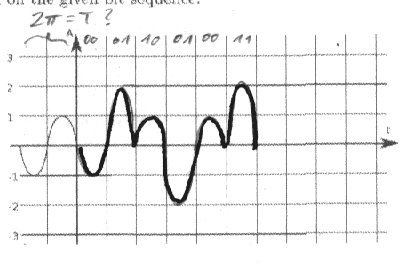 on the given bit sequence.
2π = T ?
00 01 10 01 00 11
3
2
1
-1
-2
-3
t